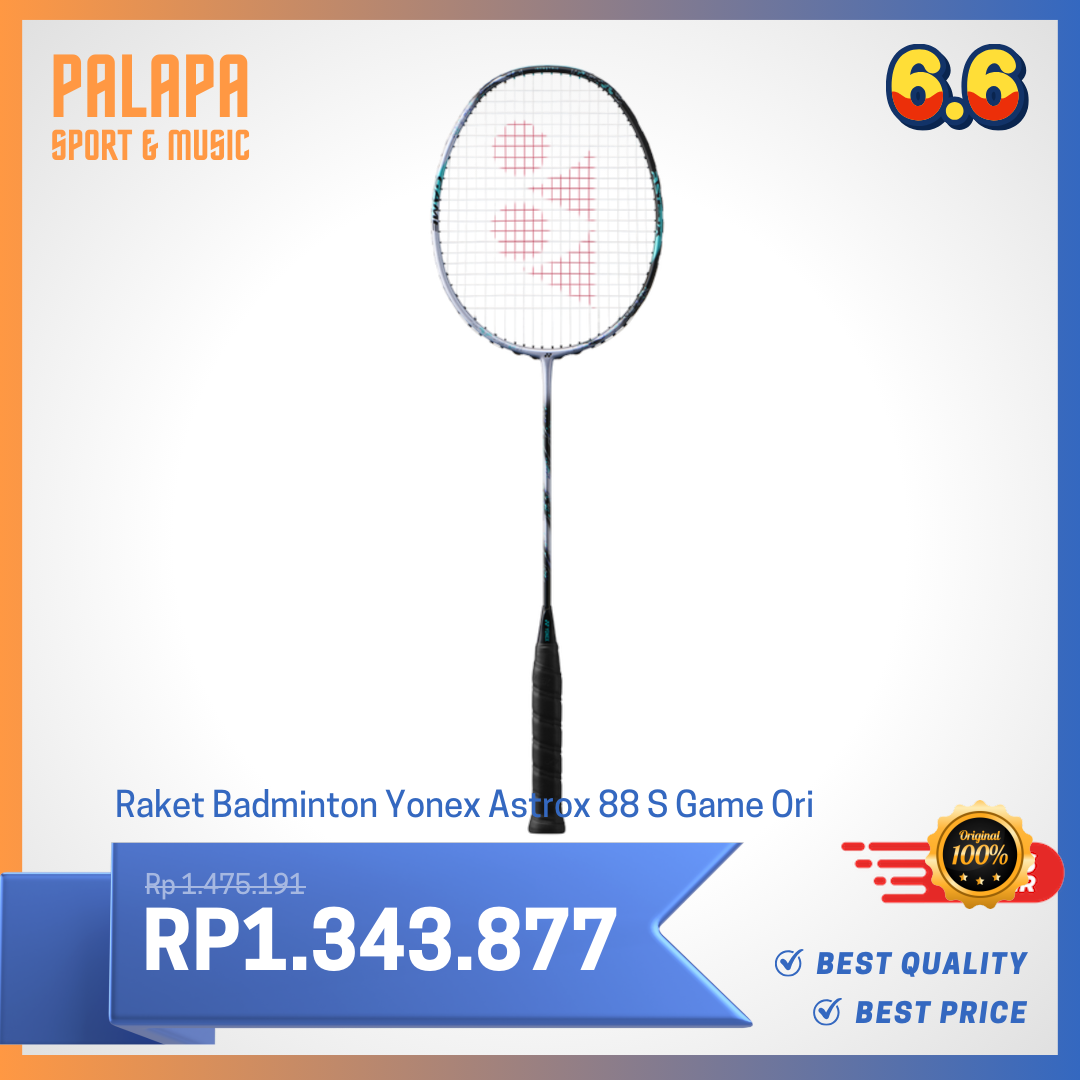 PALAPA
SPORT & MUSIC
6.6
GAME
Raket Badminton Yonex Astrox 88 S Game Ori
Rp 1.475.191
RP1.343.877
Original
100%
BEST QUALITY
BEST PRICE